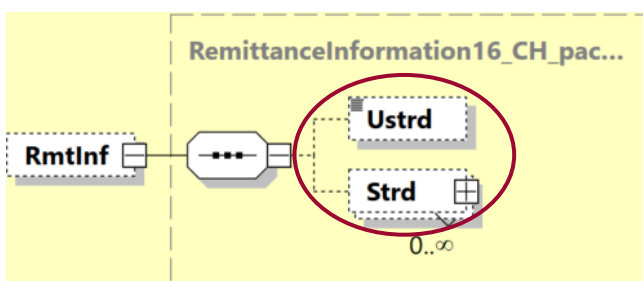 RemittanceInformation16_CH_pac...
Ustrd
RmtInf
Strd
0..∞